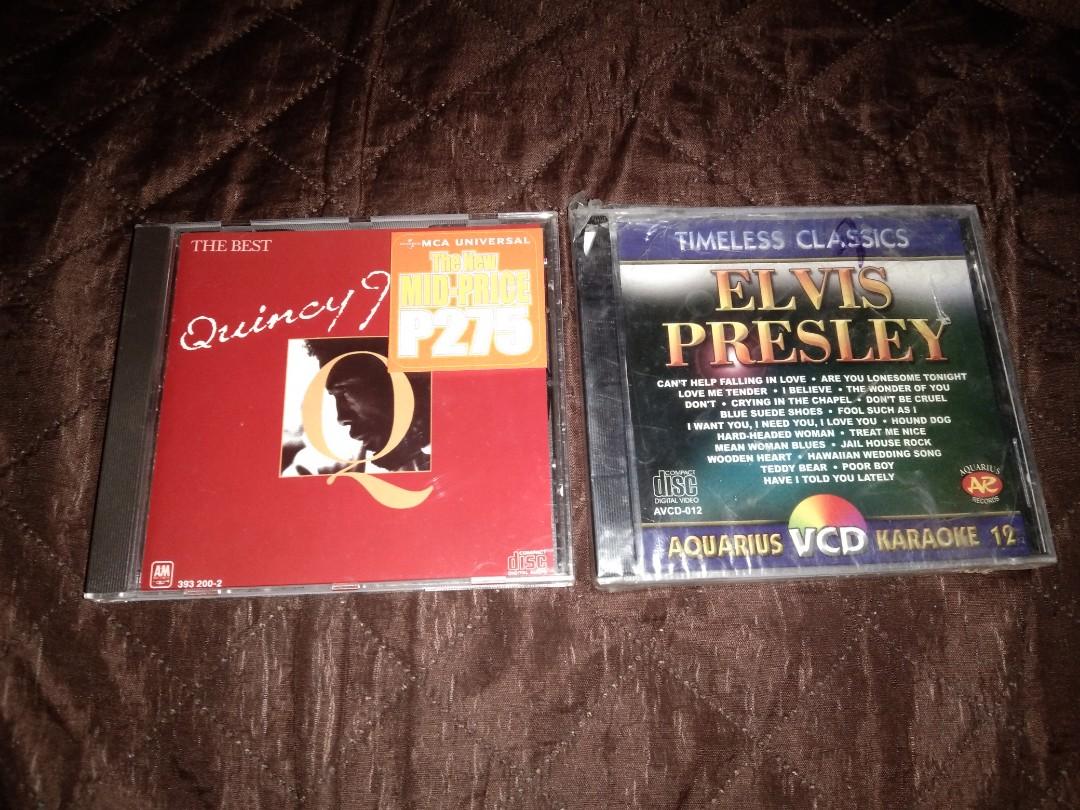 THE BEST
Quincy J
MCA UNIVERSAL
The New
MID-PRICE
P275
Q
AM
393 200-2
COMPACT
disc
DIGITAL AUDIO
TIMELESS CLASSICS
ELVIS
PRESLEY
CAN'T HELP FALLING IN LOVE • ARE YOU LONESOME TONIGHT
LOVE ME TENDER • I BELIEVE • THE WONDER OF YOU
DON'T • CRYING IN THE CHAPEL • DON'T BE CRUEL
BLUE SUEDE SHOES • FOOL SUCH AS I
I WANT YOU, I NEED YOU, I LOVE YOU • HOUND DOG
HARD-HEADED WOMAN • TREAT ME NICE
MEAN WOMAN BLUES • JAIL HOUSE ROCK
WOODEN HEART • HAWAIIAN WEDDING SONG
TEDDY BEAR • POOR BOY
HAVE I TOLD YOU LATELY
COMPACT
disc
DIGITAL VIDEO
AVCD-012
AQUARIUS
AR
RECORDS
AQUARIUS VCD KARAOKE 12